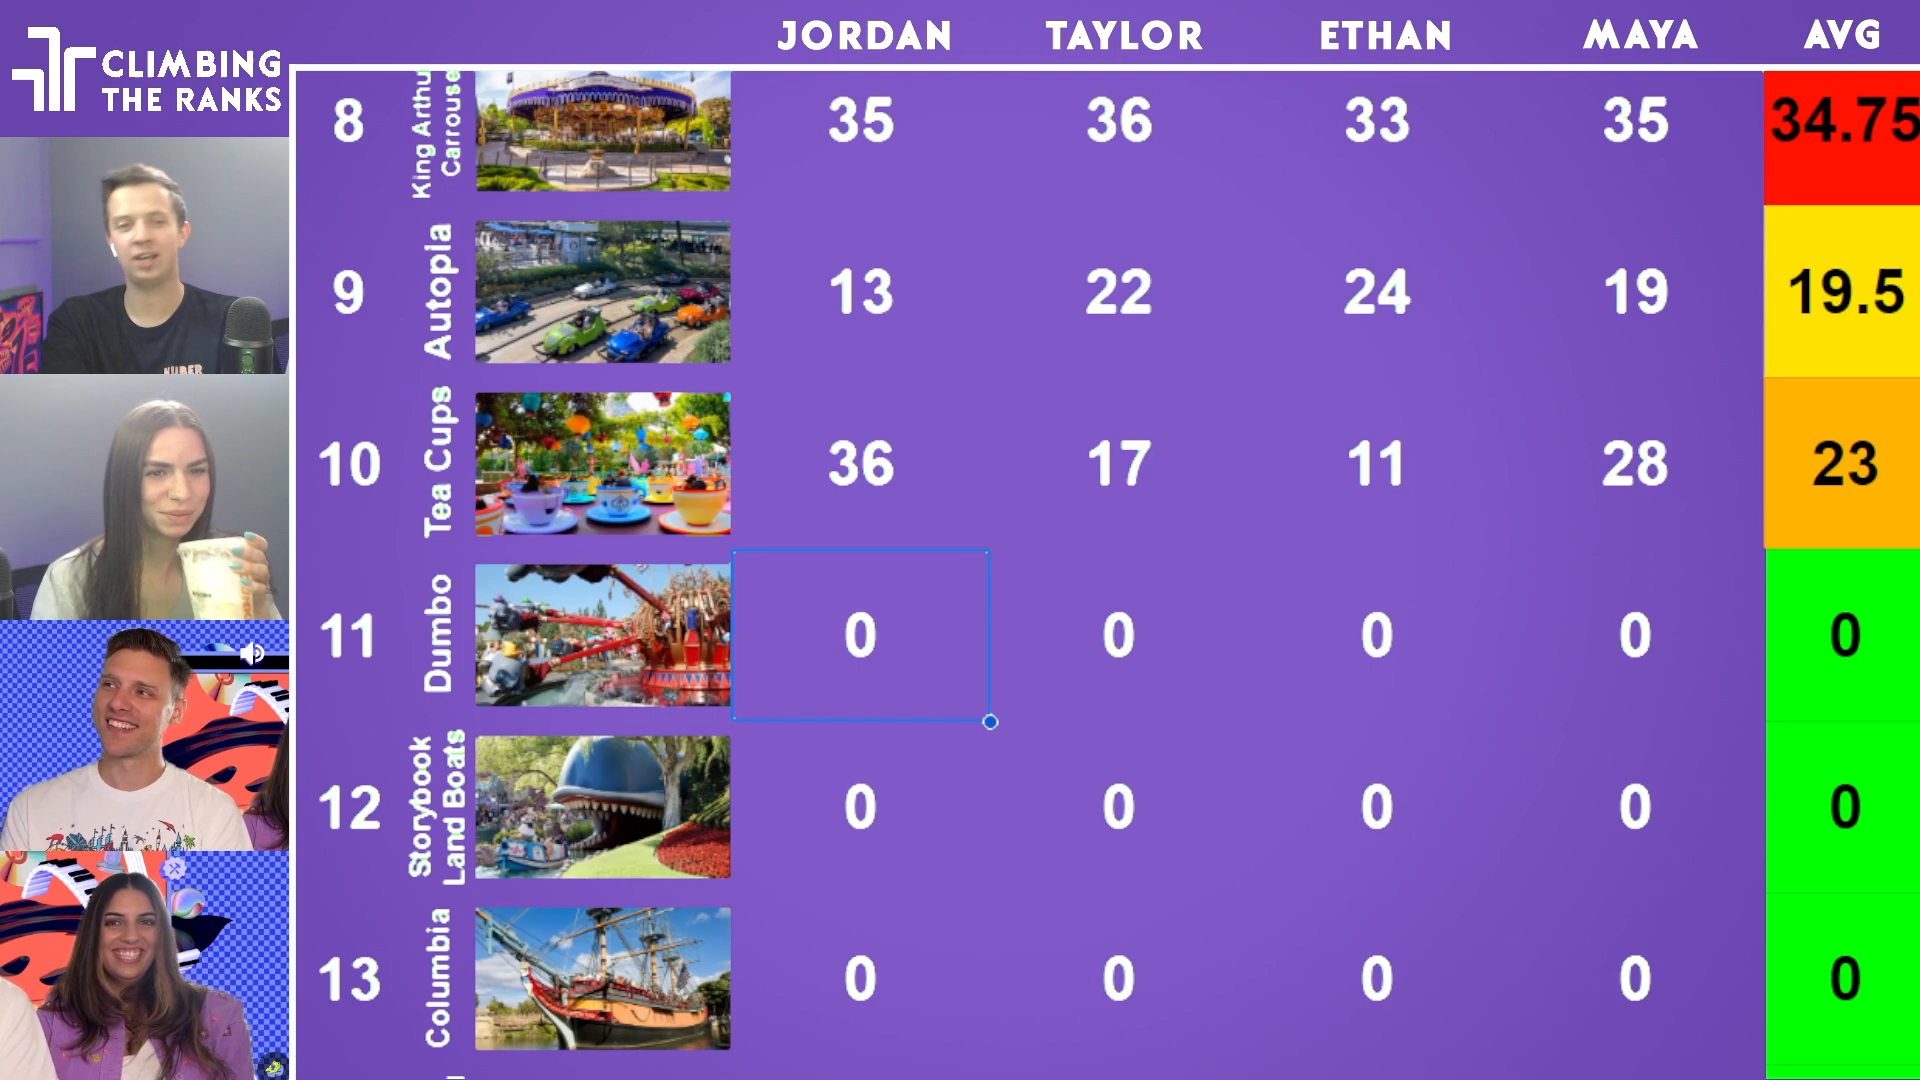 CLIMBING
THE RANKS
JORDAN TAYLOR ETHAN MAYA AVG
8 King Arthu
Carrouse 35 36 33 35 34.75
9 Autopia 13 22 24 19 19.5
10 Tea Cups 36 17 11 28 23
11 Dumbo 0 0 0 0 0
12 Storybook
Land Boats 0 0 0 0 0
13 Columbia 0 0 0 0 0